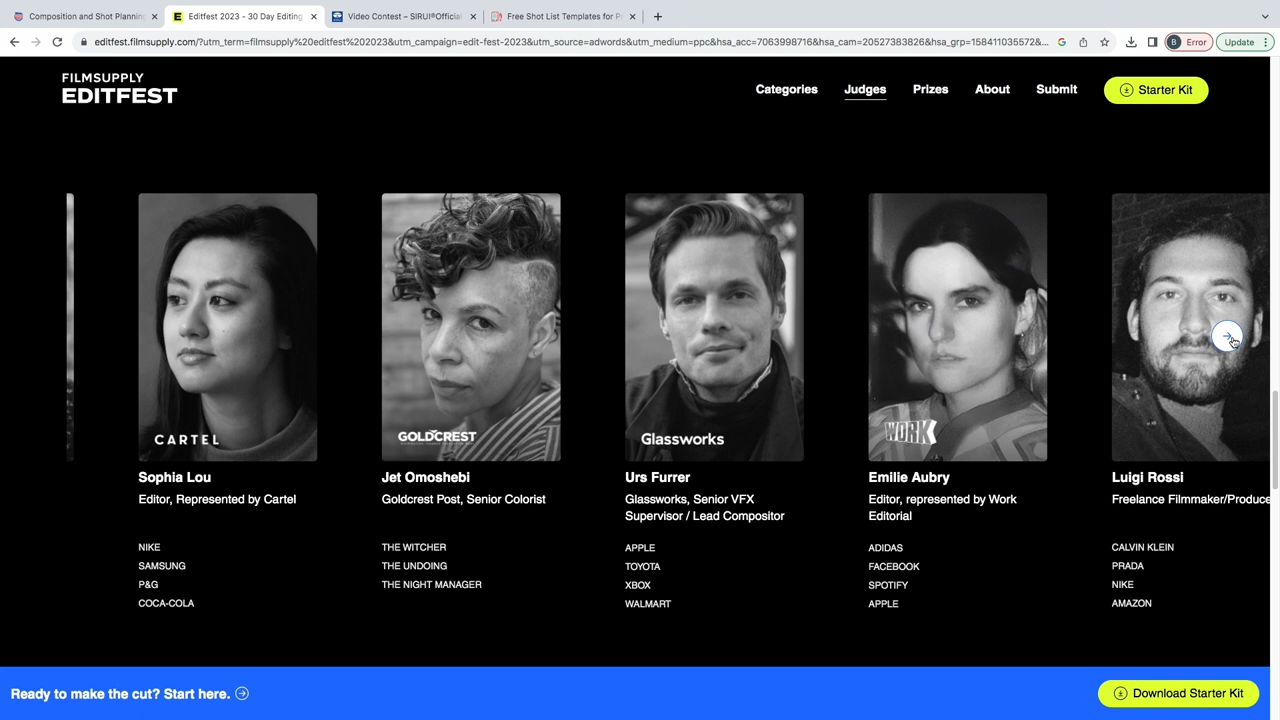 Composition and Shot Planning
Editfest 2023 - 30 Day Editing
Video Contest – SIRUI®Official
Free Shot List Templates for P
editfest.filmsupply.com/?utm_term=filmsupply%20editfest%202023&utm_campaign=edit-fest-2023&utm_source=adwords&utm_medium=ppc&hsa_acc=7063998716&hsa_cam=20527383826&hsa_grp=158411035572&...
B Error
Update
FILMSUPPLY
EDITFEST
Categories
Judges
Prizes
About
Submit
Starter Kit
CARTEL
GOLDCREST
Glassworks
WORK
Sophia Lou
Editor, Represented by Cartel
NIKE
SAMSUNG
P&G
COCA-COLA
Jet Omoshebi
Goldcrest Post, Senior Colorist
THE WITCHER
THE UNDOING
THE NIGHT MANAGER
Urs Furrer
Glassworks, Senior VFX
Supervisor / Lead Compositor
APPLE
TOYOTA
XBOX
WALMART
Emilie Aubry
Editor, represented by Work
Editorial
ADIDAS
FACEBOOK
SPOTIFY
APPLE
Luigi Rossi
Freelance Filmmaker/Produce
CALVIN KLEIN
PRADA
NIKE
AMAZON
Ready to make the cut? Start here.
Download Starter Kit